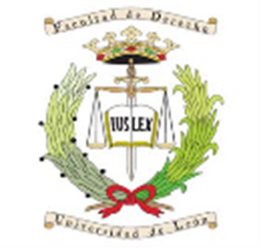 Facultad de Derecho
IUS LEX
Universidad de León